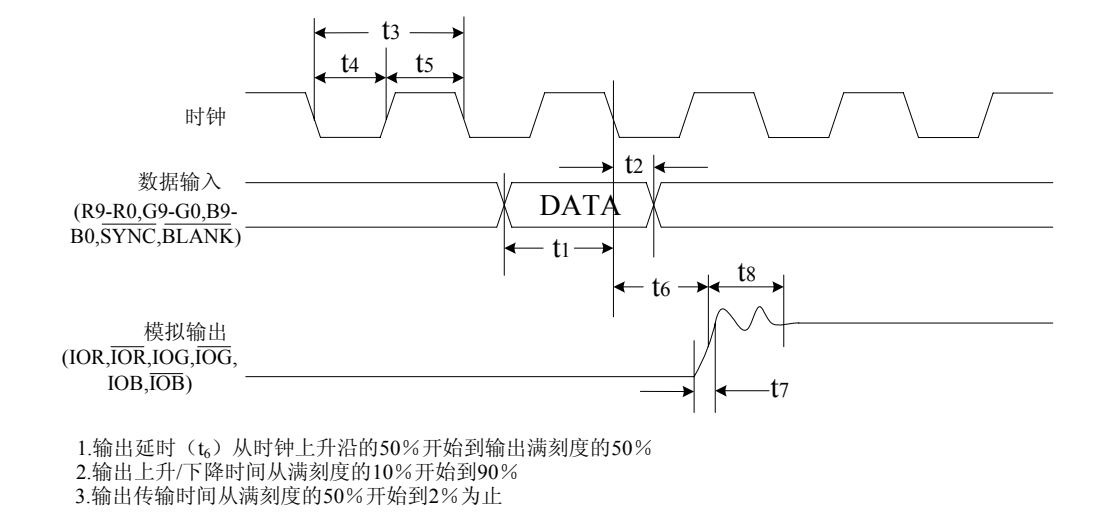 t3
t4 t5
时钟
t2
数据输入
DATA
(R9-R0,G9-G0,B9-
B0,SYNC,BLANK)
t1
t6 t8
模拟输出
(IOR,IOR,IOG,IOG,
IOB,IOB)
t7
1.输出延时（t6）从时钟上升沿的50%开始到输出满刻度的50%
2.输出上升/下降时间从满刻度的10%开始到90%
3.输出传输时间从满刻度的50%开始到2%为止